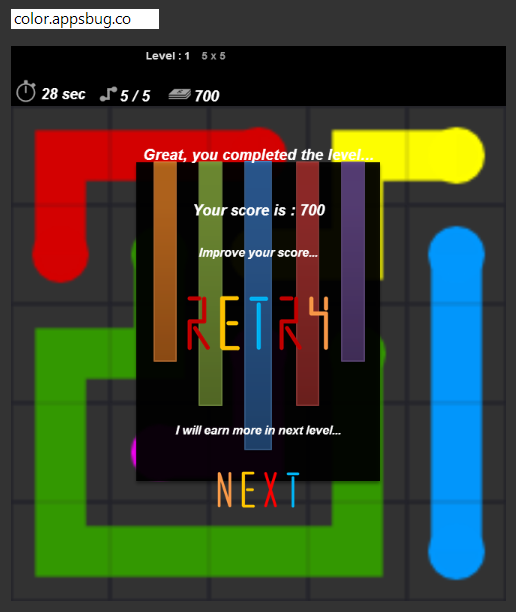 color.appsbug.co
Level : 1 5 x 5
28 sec 5 / 5 700
Great, you completed the level...
Your score is : 700
Improve your score...
RETRY
I will earn more in next level...
NEXT